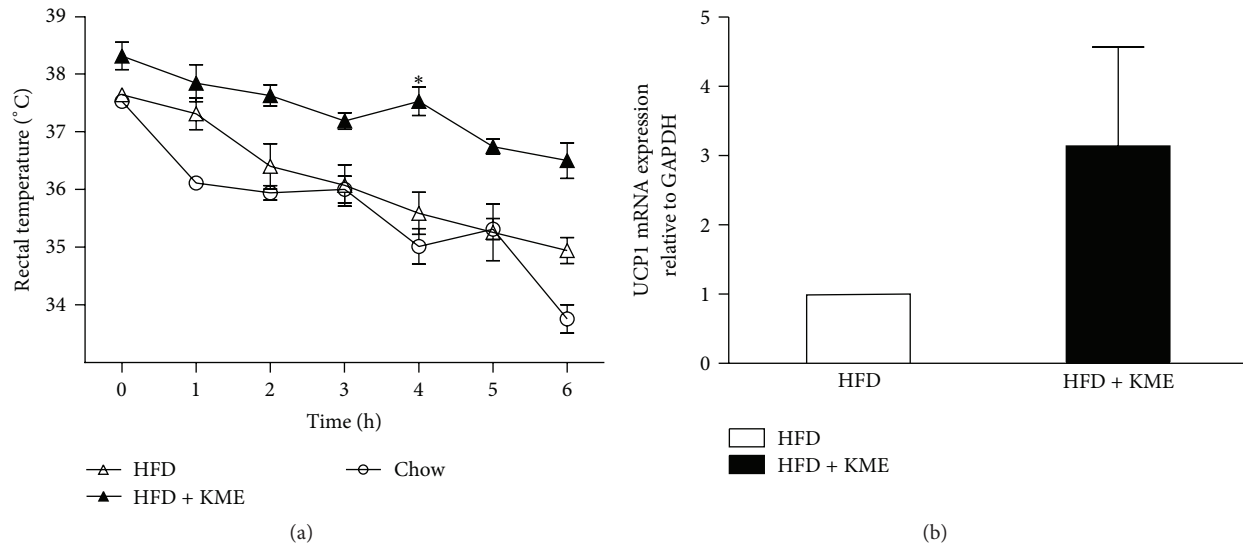 39
38
37
36
35
34
Rectal temperature (°C)
*
0 1 2 3 4 5 6
Time (h)
HFD
HFD + KME
Chow
(a)
5
4
3
2
1
0
UCP1 mRNA expression
relative to GAPDH
HFD HFD + KME
HFD
HFD + KME
(b)